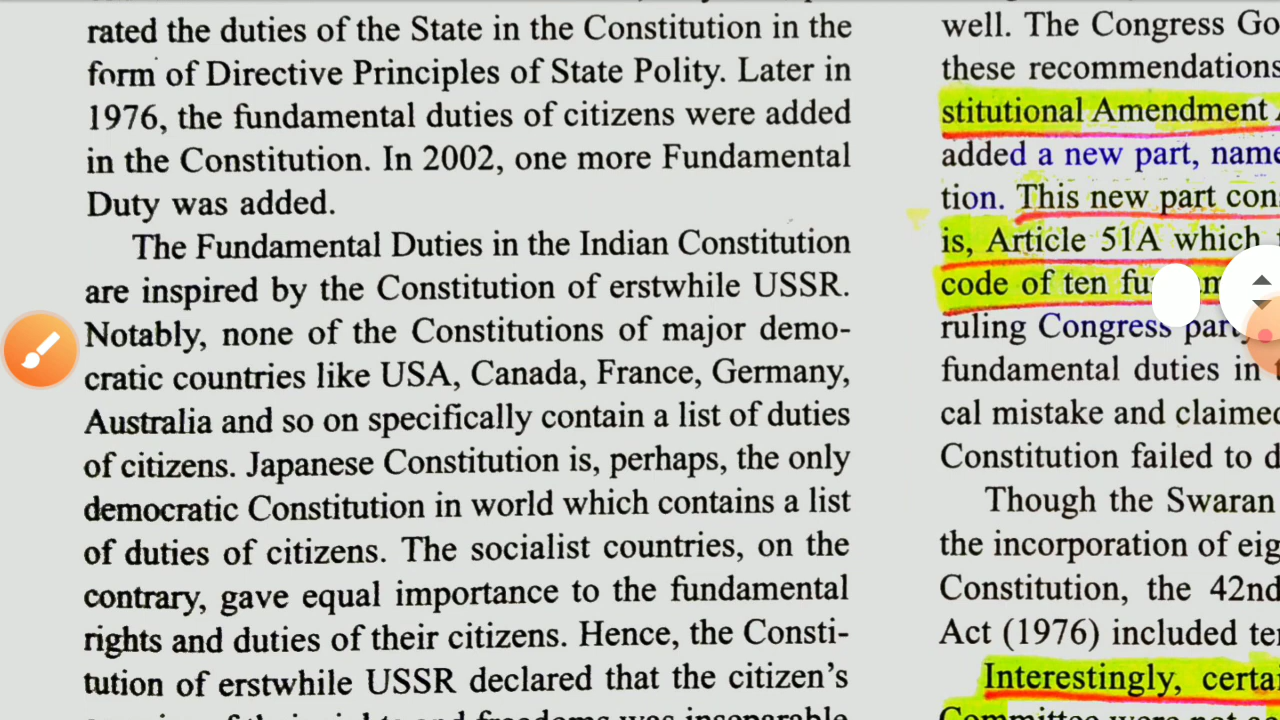 rated the duties of the State in the Constitution in the
form of Directive Principles of State Polity. Later in
1976, the fundamental duties of citizens were added
in the Constitution. In 2002, one more Fundamental
Duty was added.
The Fundamental Duties in the Indian Constitution
are inspired by the Constitution of erstwhile USSR.
Notably, none of the Constitutions of major demo-
cratic countries like USA, Canada, France, Germany,
Australia and so on specifically contain a list of duties
of citizens. Japanese Constitution is, perhaps, the only
democratic Constitution in world which contains a list
of duties of citizens. The socialist countries, on the
contrary, gave equal importance to the fundamental
rights and duties of their citizens. Hence, the Consti-
tution of erstwhile USSR declared that the citizen's
well. The Congress Go
these recommendations
stitutional Amendment
added a new part, name
tion. This new part con
is, Article 51A which
code of ten
ruling Congress party
fundamental duties in
cal mistake and claimed
Constitution failed to d
Though the Swaran
the incorporation of eig
Constitution, the 42nd
Act (1976) included ter
Interestingly, certai